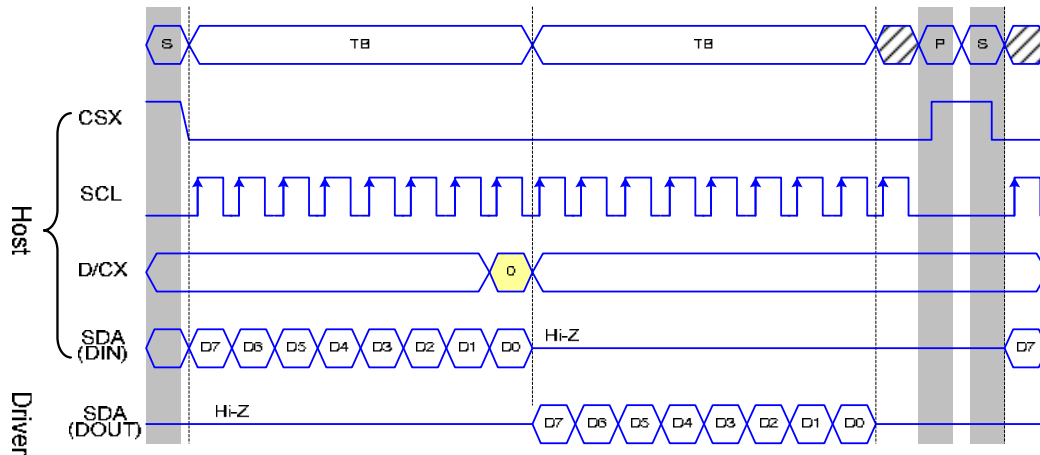 S TB TB P S
CSX
SCL
D/CX 0
SDA
(DIN) D7 D6 D5 D4 D3 D2 D1 D0 Hi-Z D7
SDA
(DOUT) Hi-Z D7 D6 D5 D4 D3 D2 D1 D0
Host
Driver